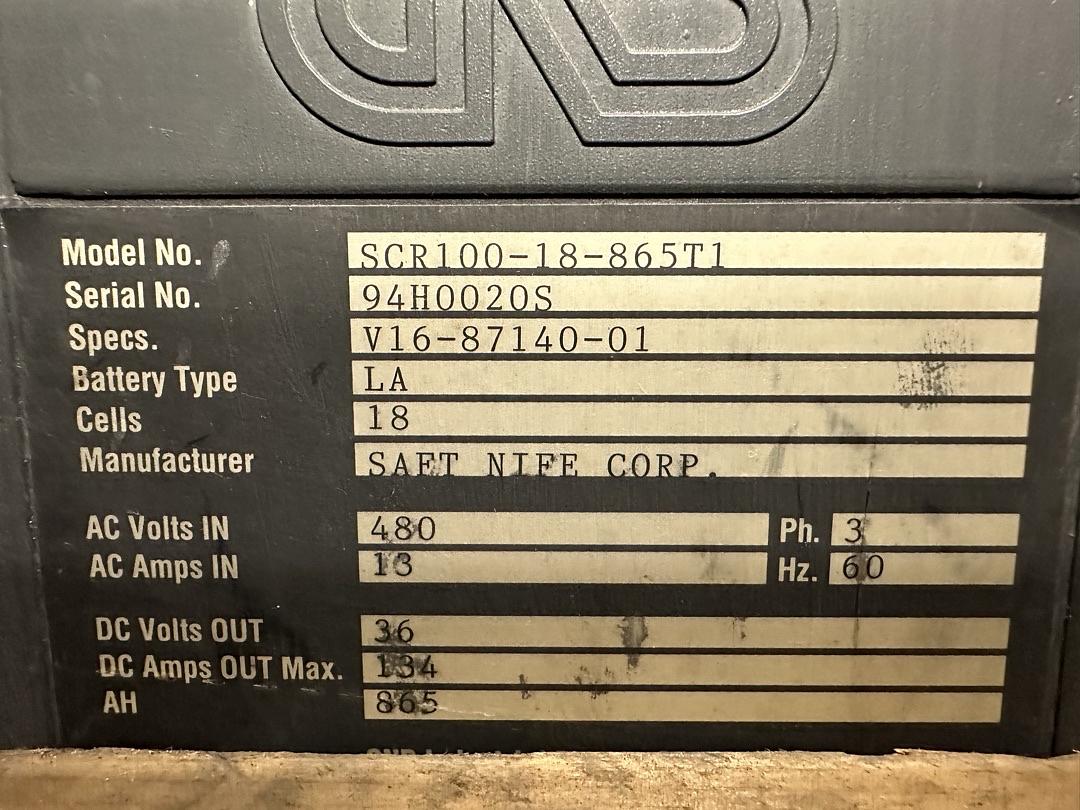 Model No. SCR100-18-865T1
Serial No. 94H0020S
Specs. V16-87140-01
Battery Type LA
Cells 18
Manufacturer SAFT NIFE CORP.
AC Volts IN 480 Ph. 3
AC Amps IN 13 Hz. 60
DC Volts OUT 36
DC Amps OUT Max. 134
AH 865